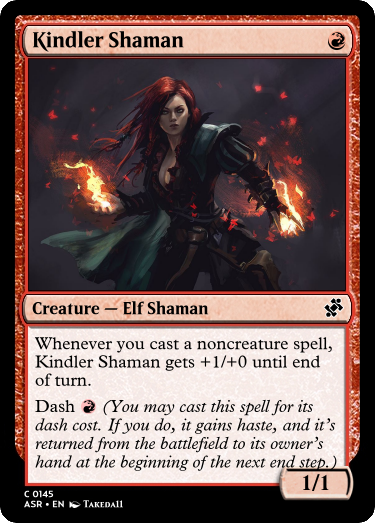 Kindler Shaman
Creature — Elf Shaman
Whenever you cast a noncreature spell,
Kindler Shaman gets +1/+0 until end
of turn.
Dash (You may cast this spell for its
dash cost. If you do, it gains haste, and it's
returned from the battlefield to its owner's
hand at the beginning of the next end step.)
1/1
C 0145
ASR • EN Takeda11